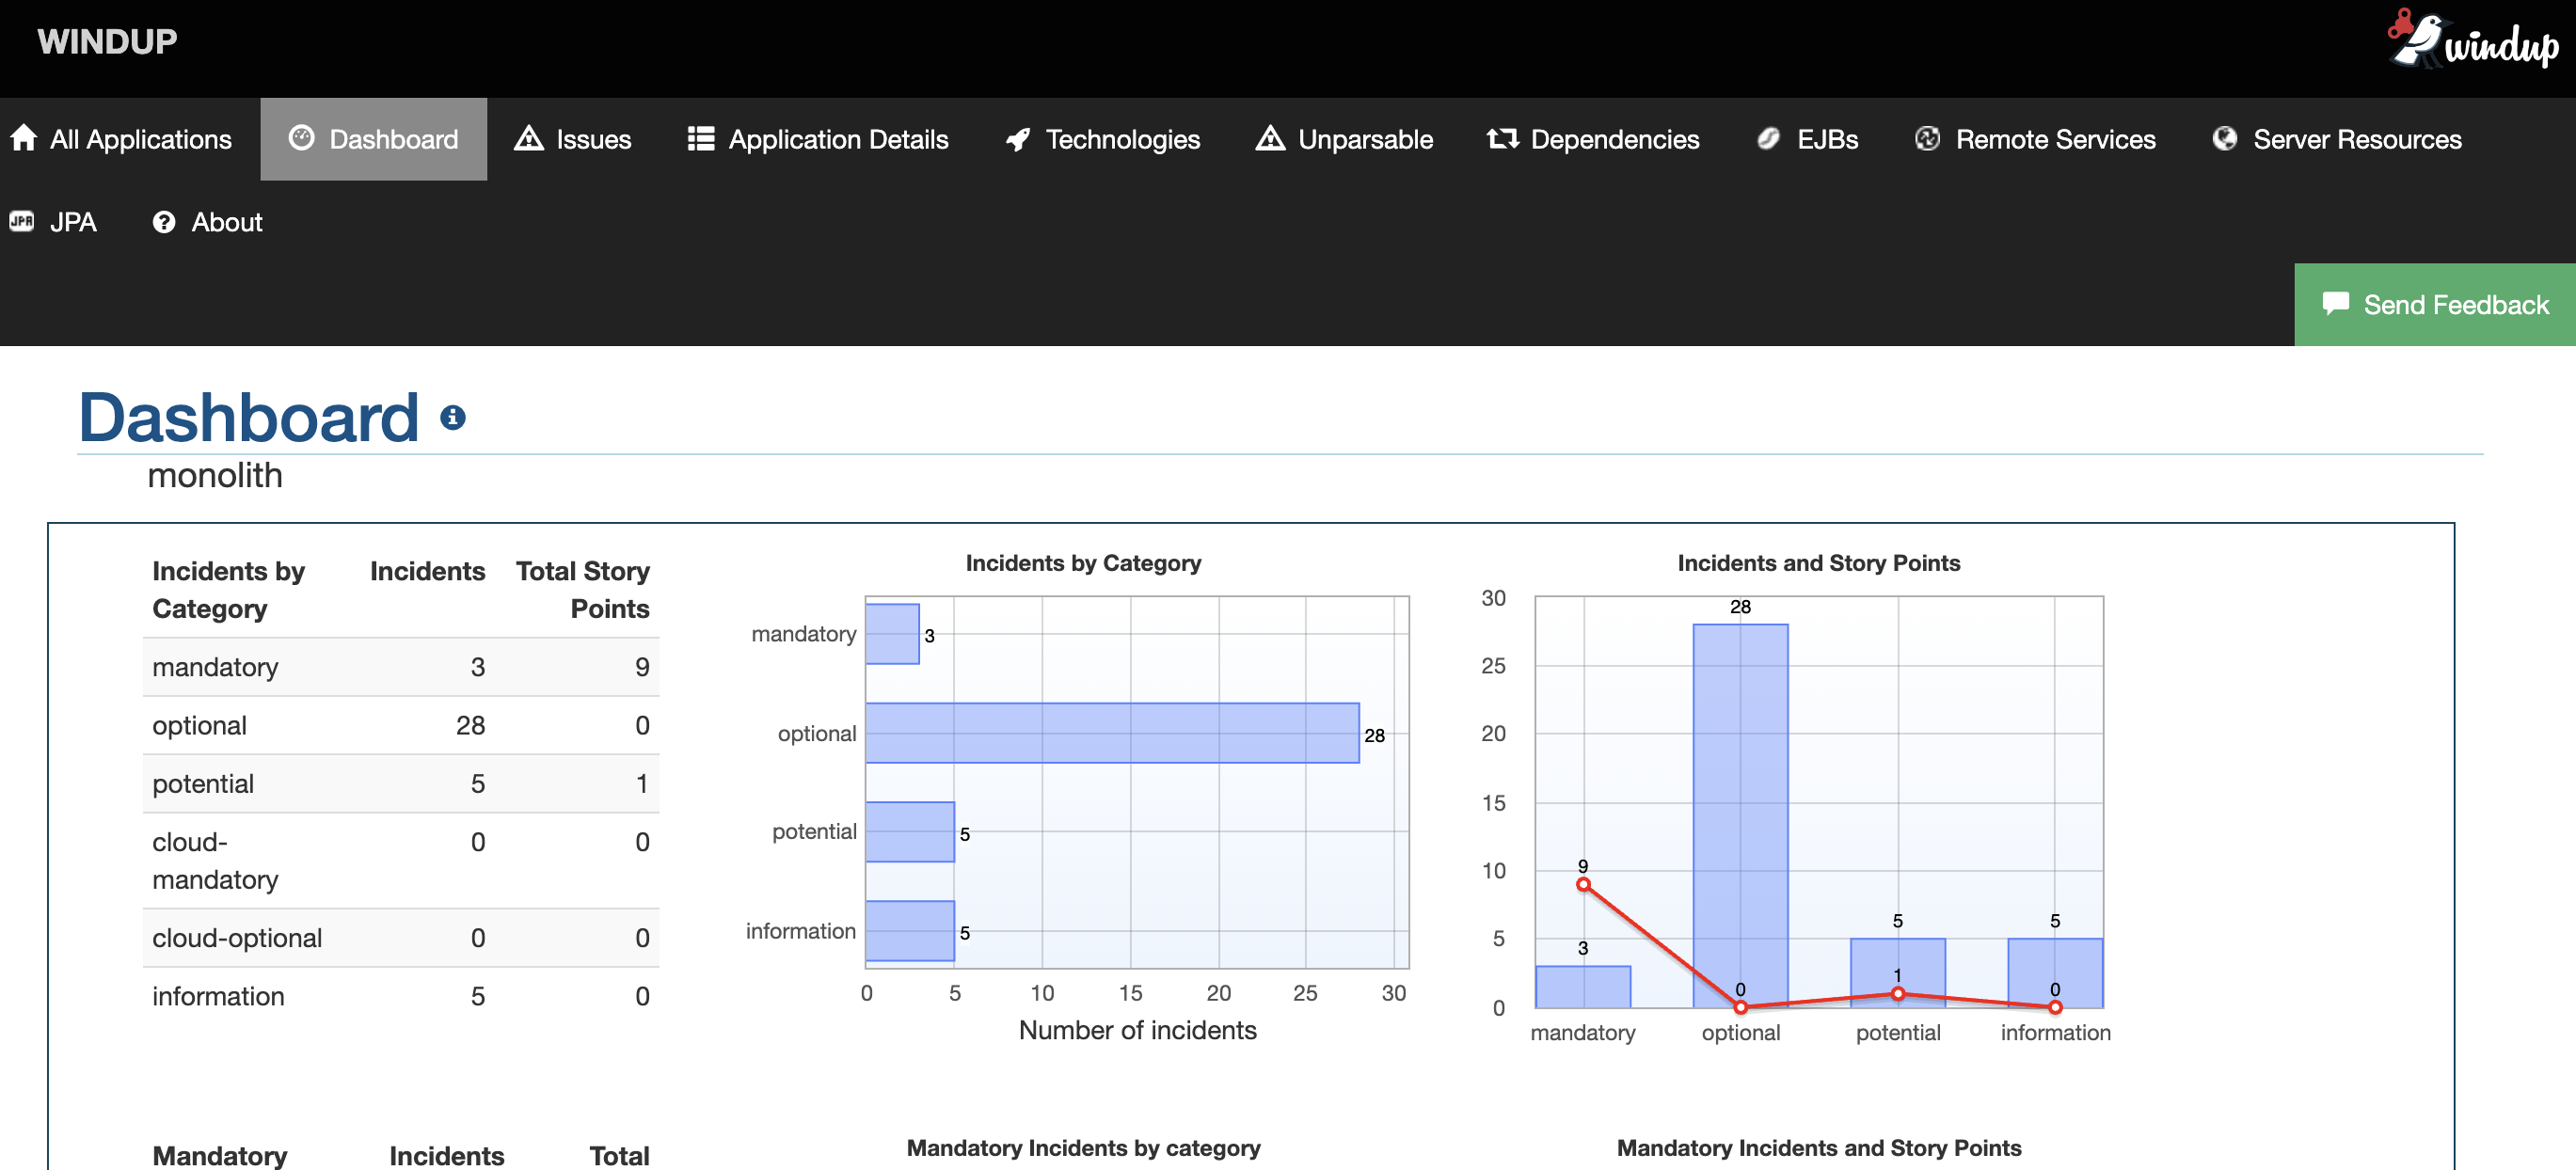 WINDUP
windup
All Applications
Dashboard
Issues
Application Details
Technologies
Unparsable
Dependencies
EJBs
Remote Services
Server Resources
JPA JPA
About
Send Feedback
Dashboard
monolith
Incidents by Category Incidents Total Story Points
mandatory 3 9
optional 28 0
potential 5 1
cloud-
mandatory 0 0
cloud-optional 0 0
information 5 0
Incidents by Category
mandatory 3
optional 28
potential 5
information 5
0 5 10 15 20 25 30
Number of incidents
Incidents and Story Points
30
25
20
15
10
5
0
28
9
3
0
5
1
5
0
mandatory optional potential information
Mandatory Incidents Total
Mandatory Incidents by category
Mandatory Incidents and Story Points